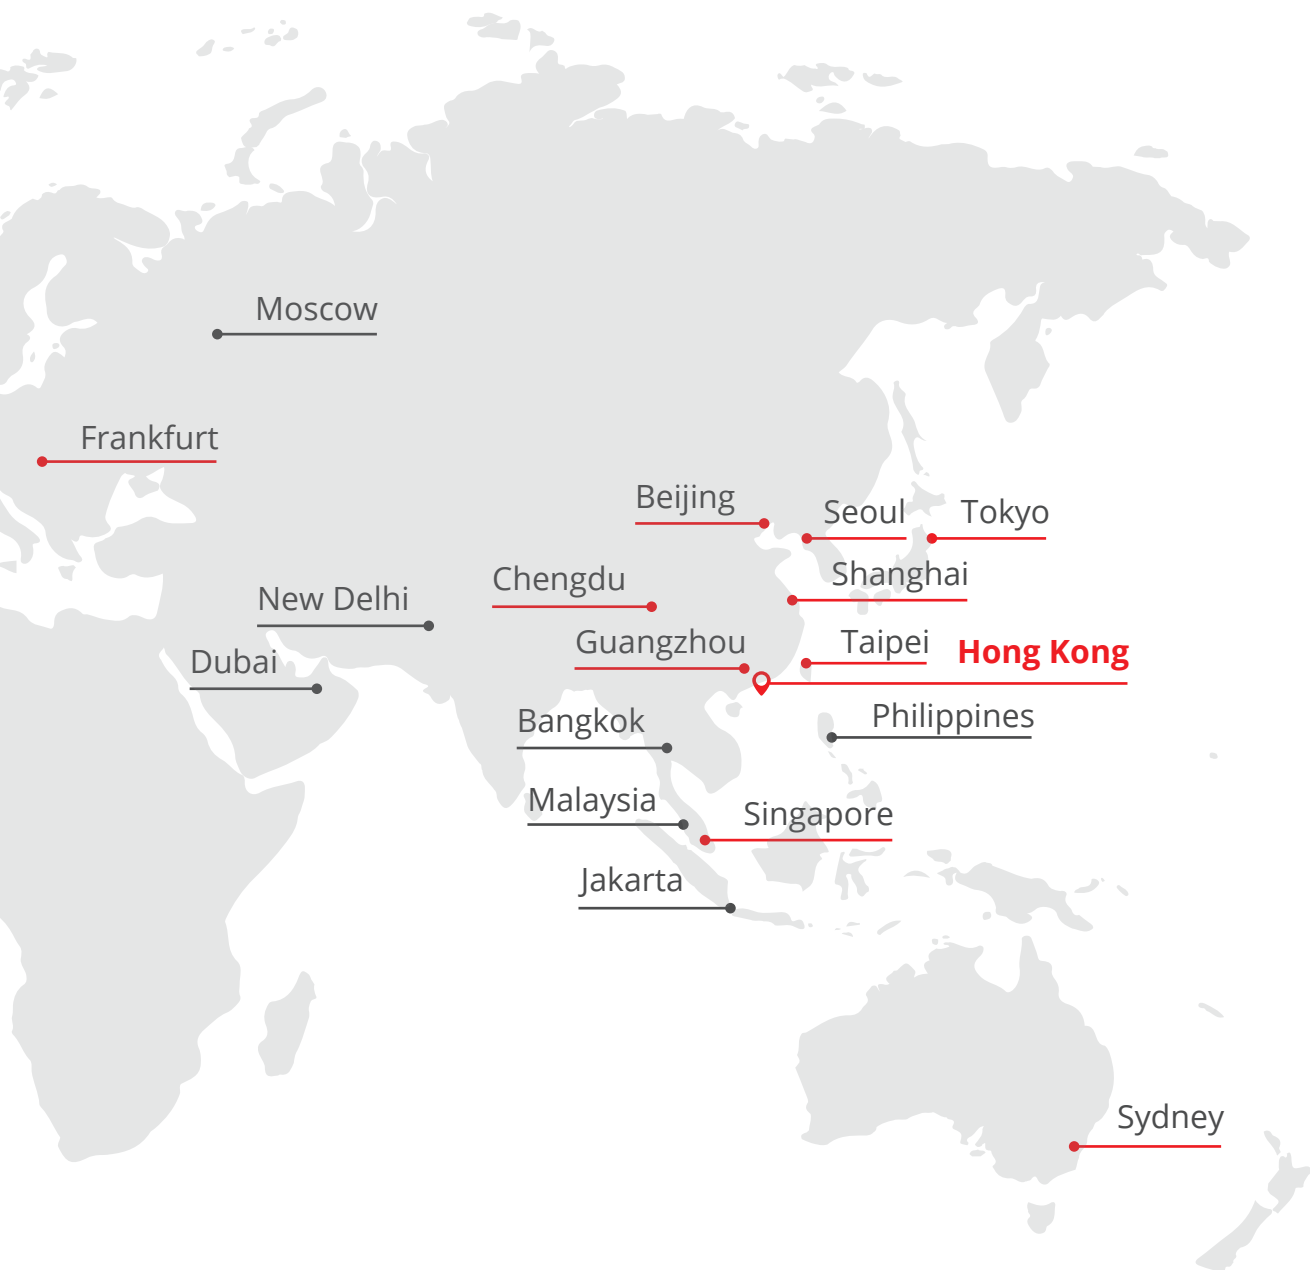 Moscow
Frankfurt
Beijing
Seoul
Tokyo
Chengdu
Shanghai
New Delhi
Guangzhou
Taipei
Hong Kong
Dubai
Bangkok
Philippines
Malaysia
Singapore
Jakarta
Sydney